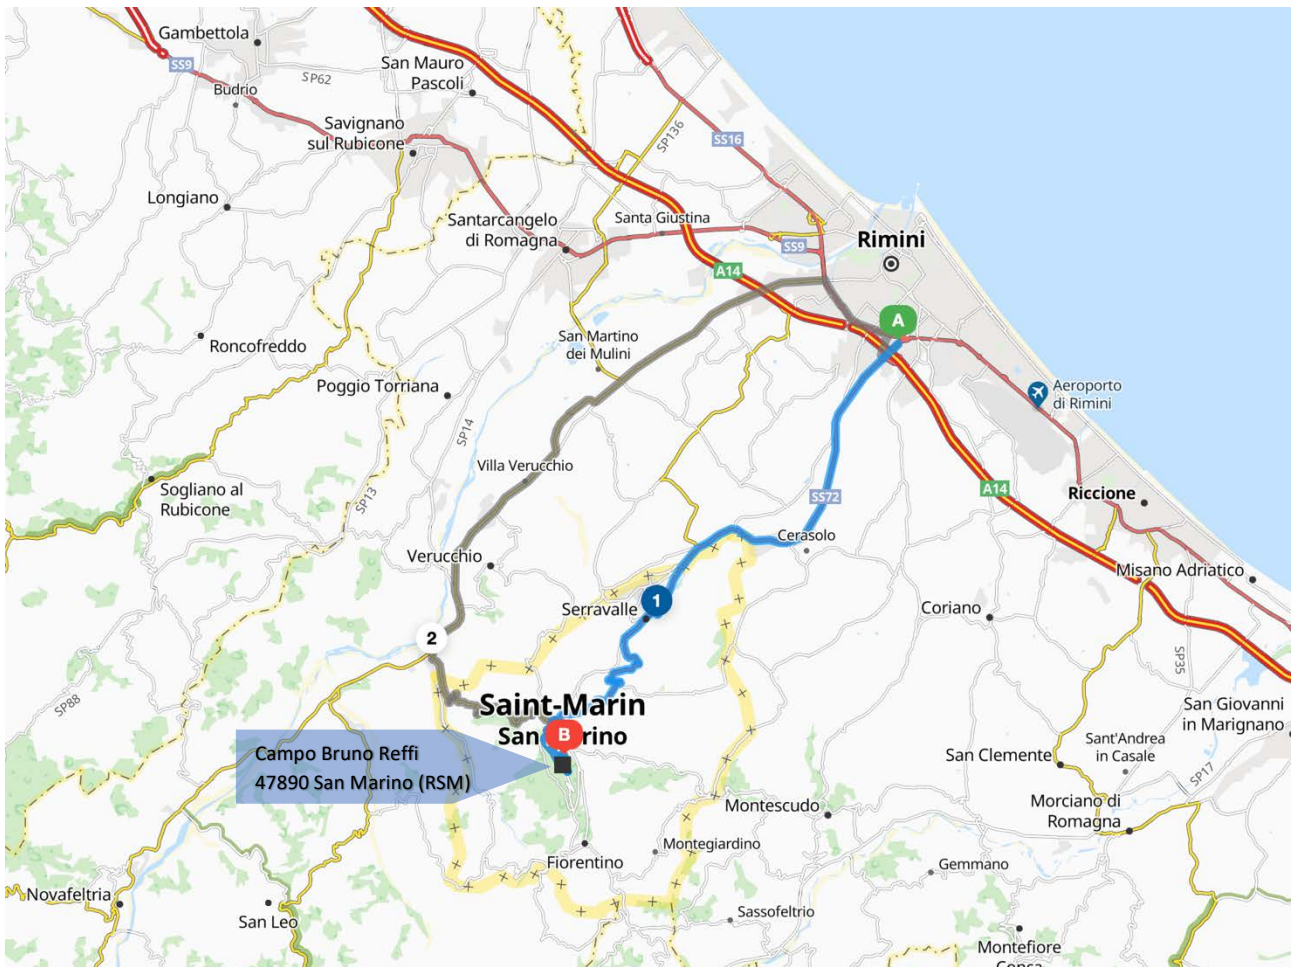 Gambettola
SS9
SP62
San Mauro
Pascoli
Budrio
Savignano
sul Rubicone
SP136
SS16
Longiano
Santarcangelo
di Romagna
Santa Giustina
SS9
Rimini
A14
A
San Martino
dei Mulini
Roncofreddo
Poggio Torriana
Aeroporto
di Rimini
SP14
Villa Verucchio
SP13
Sogliano al
Rubicone
SS72
A14
Riccione
Cerasolo
Verucchio
Misano Adriatico
Serravalle
1
Coriano
2
SP35
SP88
Saint-Marin
San
rino
B
San Giovanni
in Marignano
Campo Bruno Reffi
47890 San Marino (RSM)
San Clemente
Sant'Andrea
in Casale
SP17
Montescudo
Morciano di
Romagna
Fiorentino
Montegiardino
Gemmano
Novafeltria
San Leo
Sassofeltrio
Montefiore